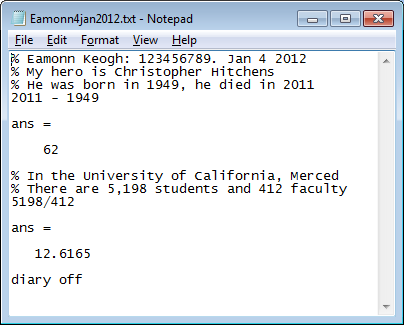 Eamonn4jan2012.txt - Notepad
File Edit Format View Help
% Eamonn Keogh: 123456789. Jan 4 2012
% My hero is Christopher Hitchens
% He was born in 1949, he died in 2011
2011 - 1949
ans =
62
% In the University of California, Merced
% There are 5,198 students and 412 faculty
5198/412
ans =
12.6165
diary off